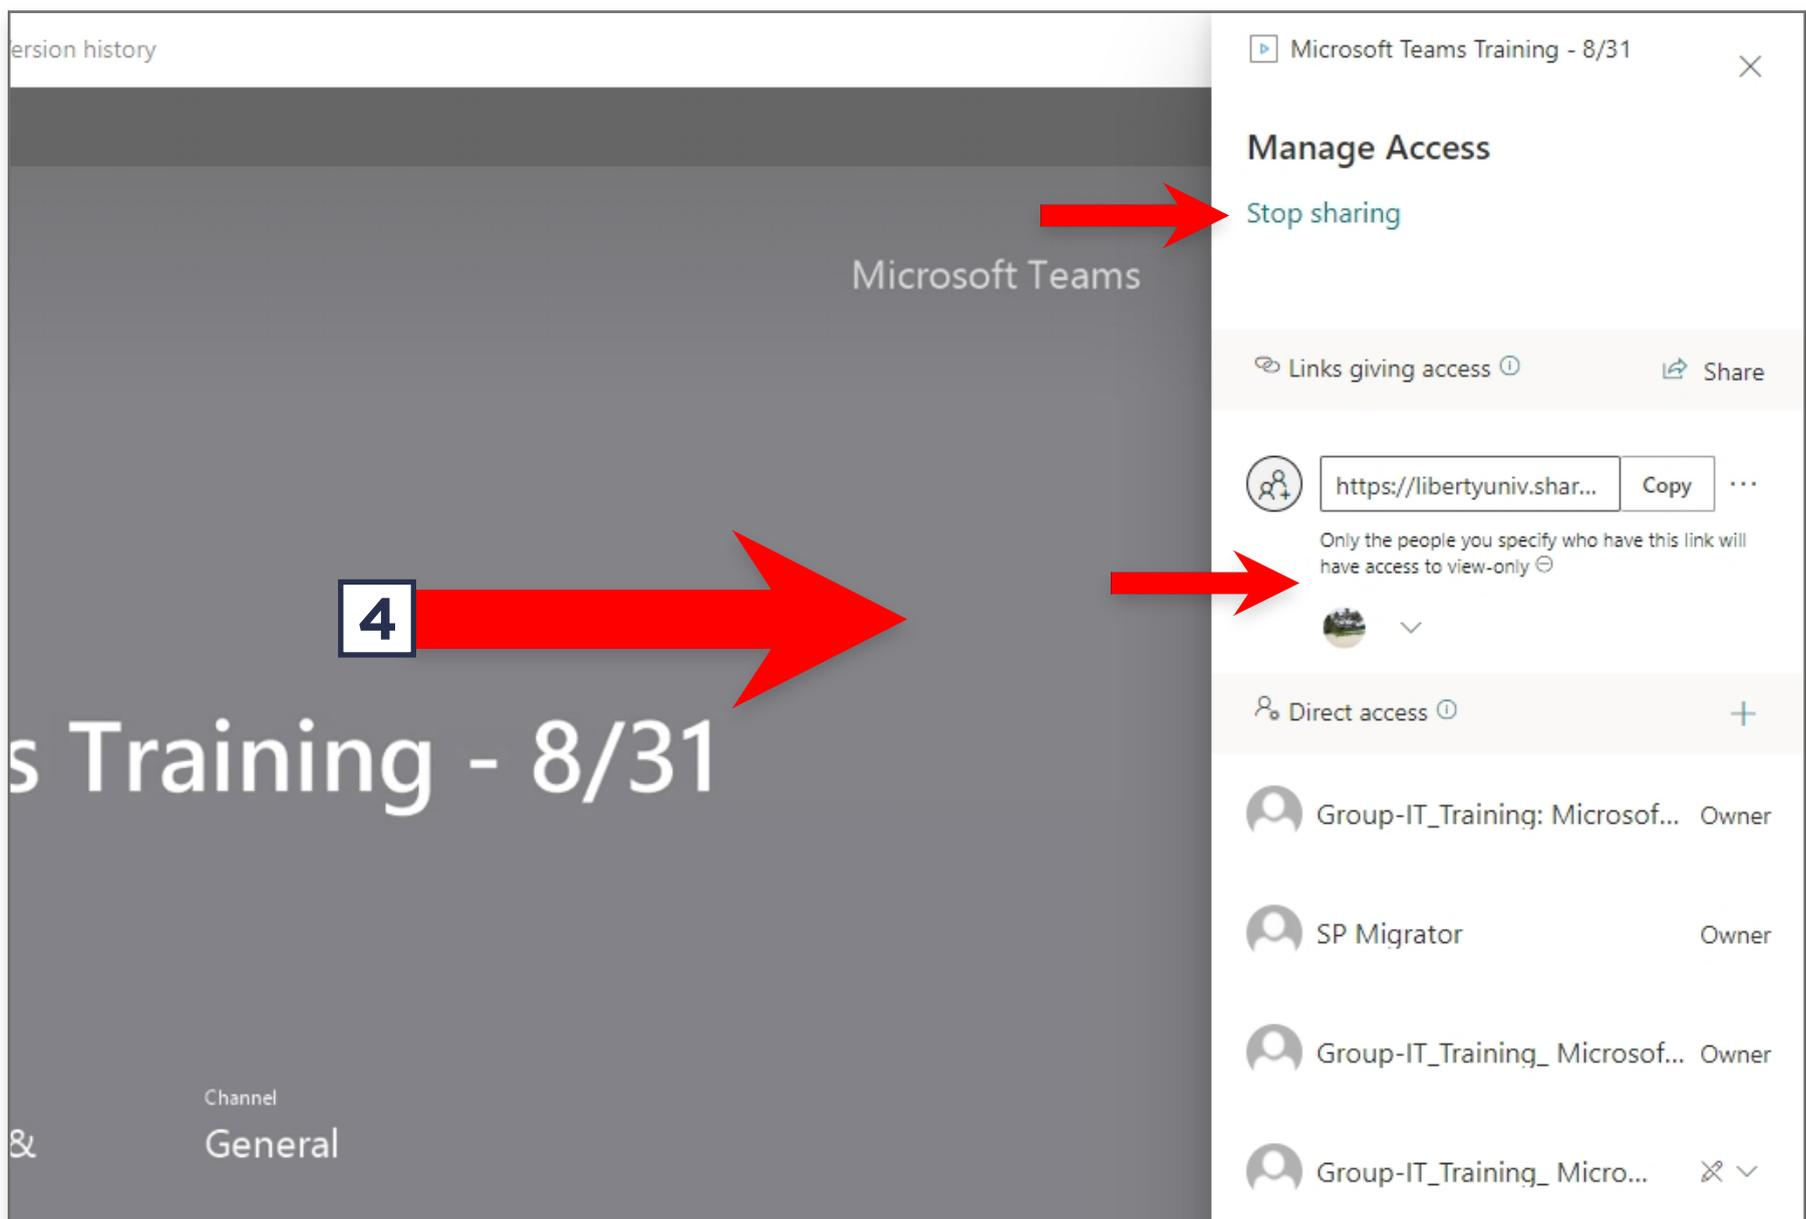 ersion history
Microsoft Teams Training - 8/31
Manage Access
Stop sharing
Microsoft Teams
Links giving access
Share
https://libertyuniv.shar...
Copy
Only the people you specify who have this link will
have access to view-only
4
s Training - 8/31
Direct access
Group-IT_Training: Microsof... Owner
SP Migrator Owner
Group-IT_Training_ Microsof... Owner
Group-IT_Training_ Micro...
Channel
&
General